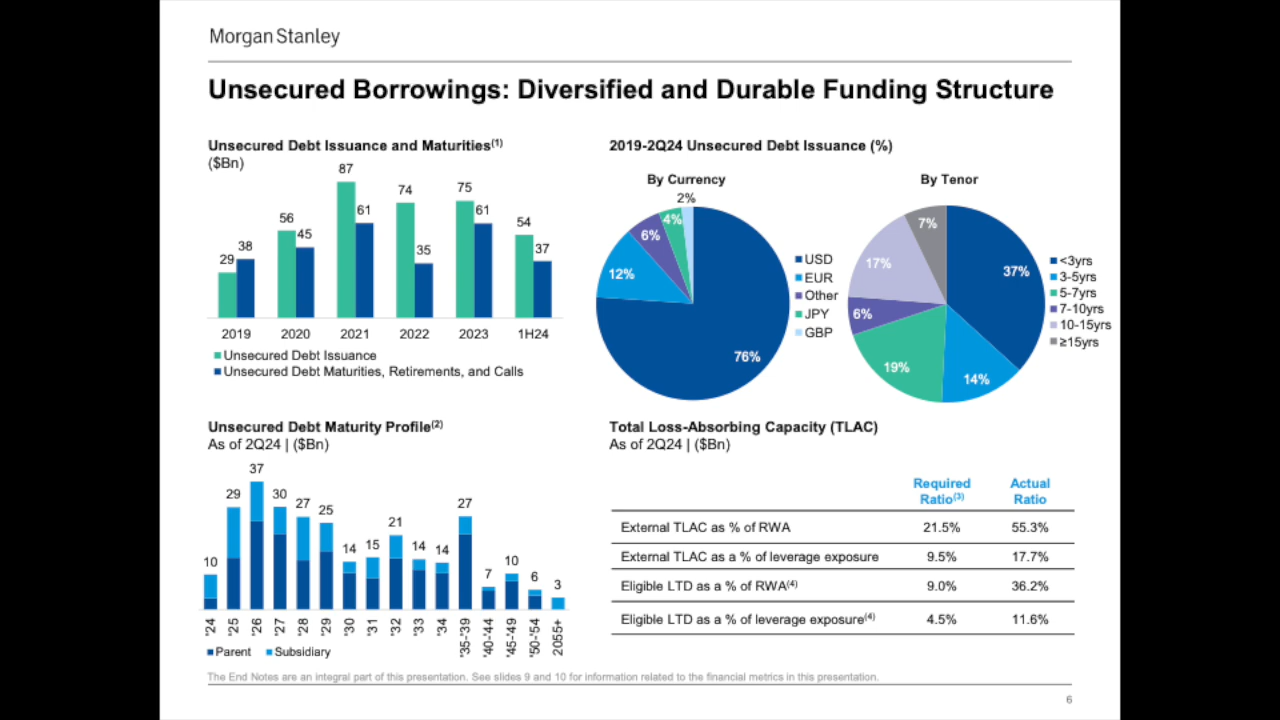 Morgan Stanley
Unsecured Borrowings: Diversified and Durable Funding Structure
Unsecured Debt Issuance and Maturities(1)
($Bn)
29
38
56
45
87
61
74
35
75
61
54
37
2019
2020
2021
2022
2023
1H24
Unsecured Debt Issuance
Unsecured Debt Maturities, Retirements, and Calls
2019-2Q24 Unsecured Debt Issuance (%)
By Currency
2%
4%
6%
12%
76%
USD
EUR
Other
JPY
GBP
By Tenor
7%
17%
37%
6%
19%
14%
<3yrs
3-5yrs
5-7yrs
7-10yrs
10-15yrs
≥15yrs
Unsecured Debt Maturity Profile(2)
As of 2Q24 | ($Bn)
10
29
37
30
27
25
14
15
21
14
14
27
7
10
6
3
'24
'25
'26
'27
'28
'29
'30
'31
'32
'33
'34
'35-'39
'40-'44
'45-'49
'50-'54
2055+
Parent
Subsidiary
Total Loss-Absorbing Capacity (TLAC)
As of 2Q24 | ($Bn)
Required Actual
Ratio(3) Ratio
External TLAC as % of RWA 21.5% 55.3%
External TLAC as a % of leverage exposure 9.5% 17.7%
Eligible LTD as a % of RWA(4) 9.0% 36.2%
Eligible LTD as a % of leverage exposure(4) 4.5% 11.6%
The End Notes are an integral part of this presentation. See slides 9 and 10 for information related to the financial metrics in this presentation.
6